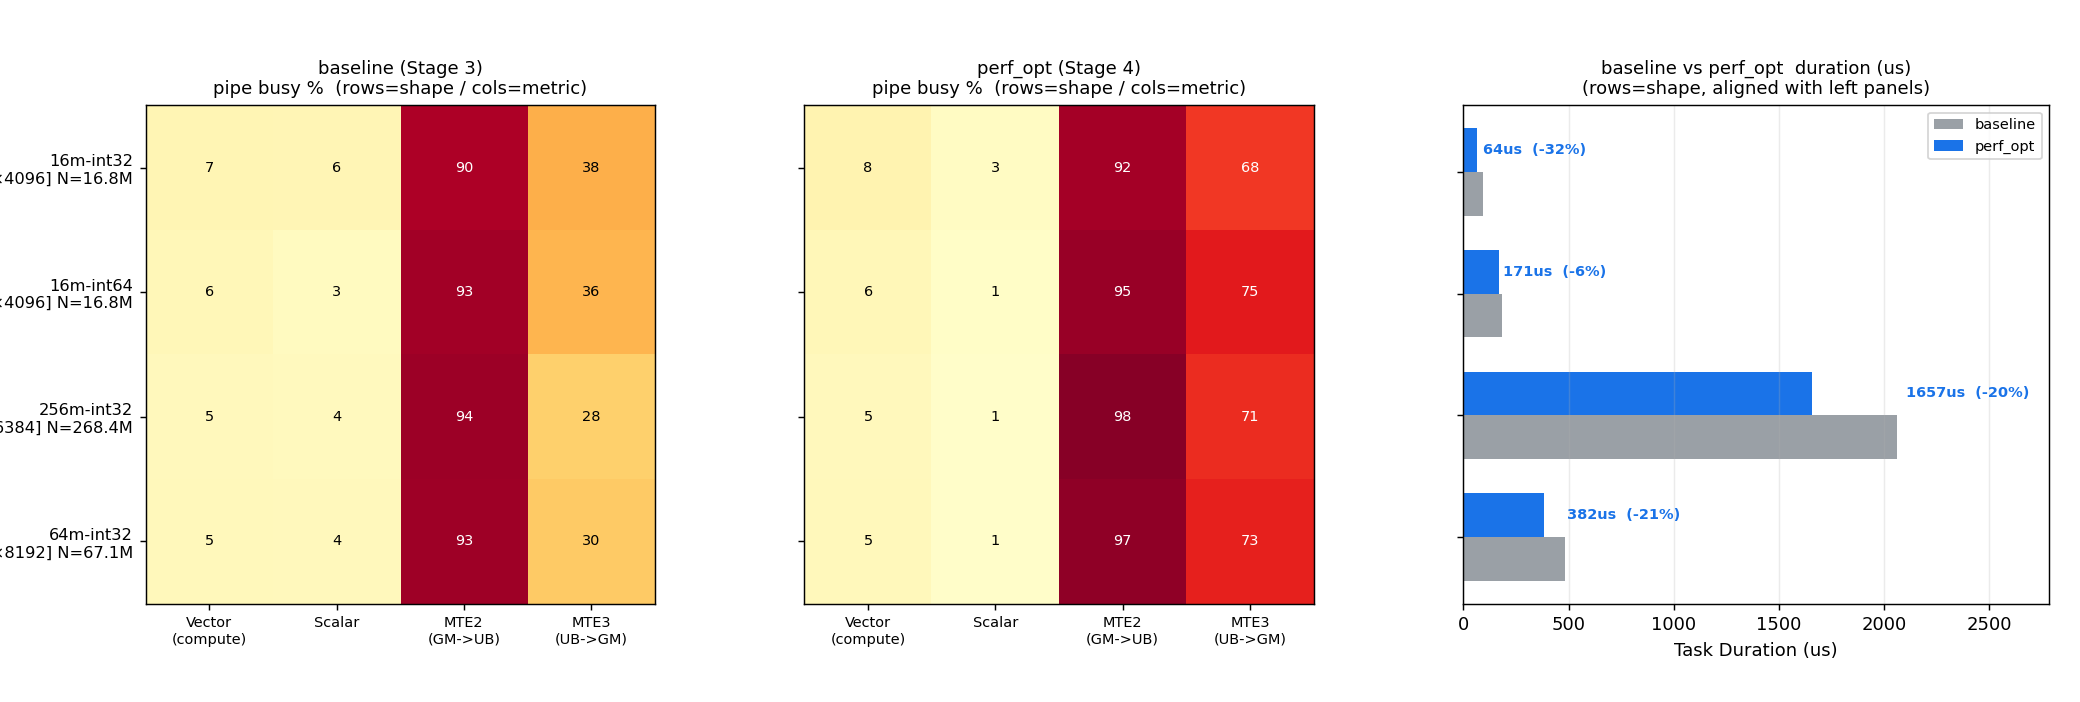 baseline (Stage 3)
pipe busy % (rows=shape / cols=metric)
16m-int32
×4096] N=16.8M
16m-int64
×4096] N=16.8M
256m-int32
6384] N=268.4M
64m-int32
×8192] N=67.1M
7 6 90 38
6 3 93 36
5 4 94 28
5 4 93 30
Vector
(compute)
Scalar
MTE2
(GM->UB)
MTE3
(UB->GM)
perf_opt (Stage 4)
pipe busy % (rows=shape / cols=metric)
8 3 92 68
6 1 95 75
5 1 98 71
5 1 97 73
Vector
(compute)
Scalar
MTE2
(GM->UB)
MTE3
(UB->GM)
baseline vs perf_opt duration (us)
(rows=shape, aligned with left panels)
baseline
perf_opt
64us (-32%)
171us (-6%)
1657us (-20%)
382us (-21%)
0 500 1000 1500 2000 2500
Task Duration (us)